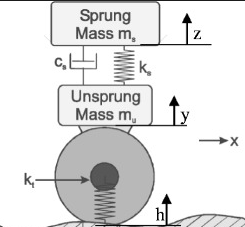 Sprung
Mass mₛ
z
cₛ
kₛ
Unsprung
Mass mᵤ
y
x
kₜ
h